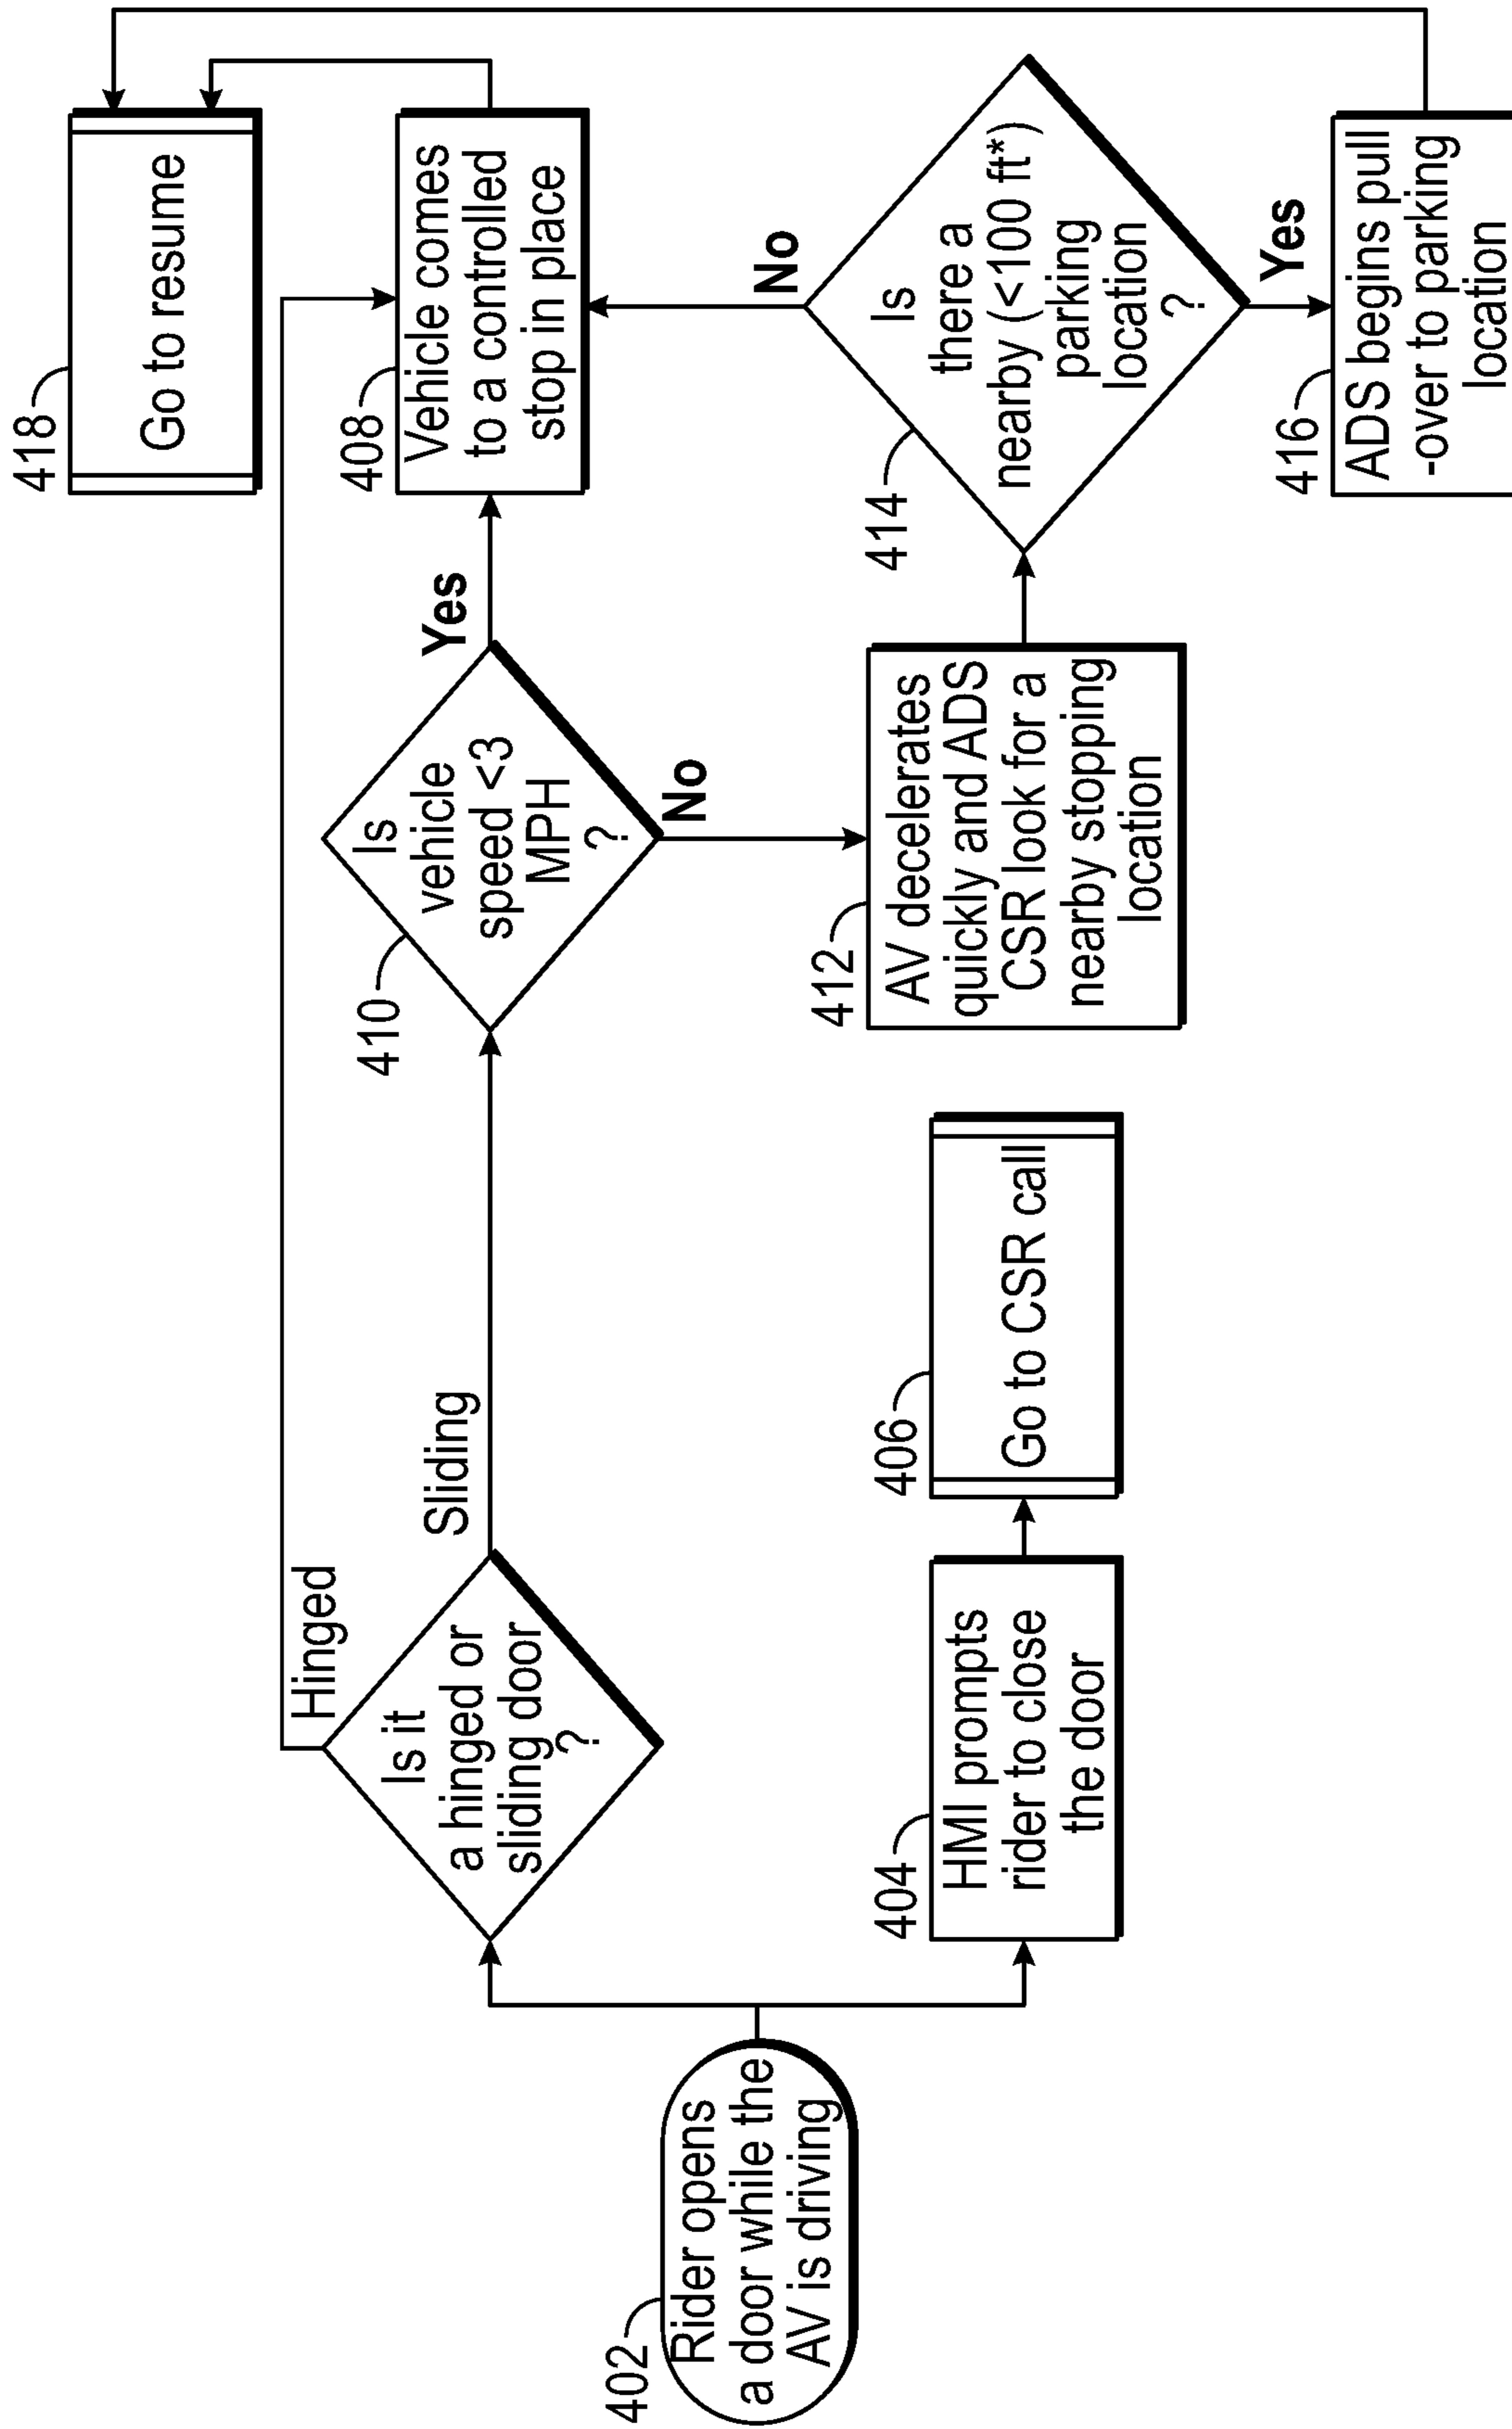 402
Rider opens
a door while the
AV is driving
Is it
a hinged or
sliding door
?
Hinged
Sliding
404
HMI prompts
rider to close
the door
406
Go to CSR call
410
Is
vehicle
speed <3
MPH
?
Yes
No
412
AV decelerates
quickly and ADS
CSR look for a
nearby stopping
location
418
Go to resume
408
Vehicle comes
to a controlled
stop in place
No
414
Is
there a
nearby (<100 ft*)
parking
location
?
Yes
416
ADS begins pull
-over to parking
location